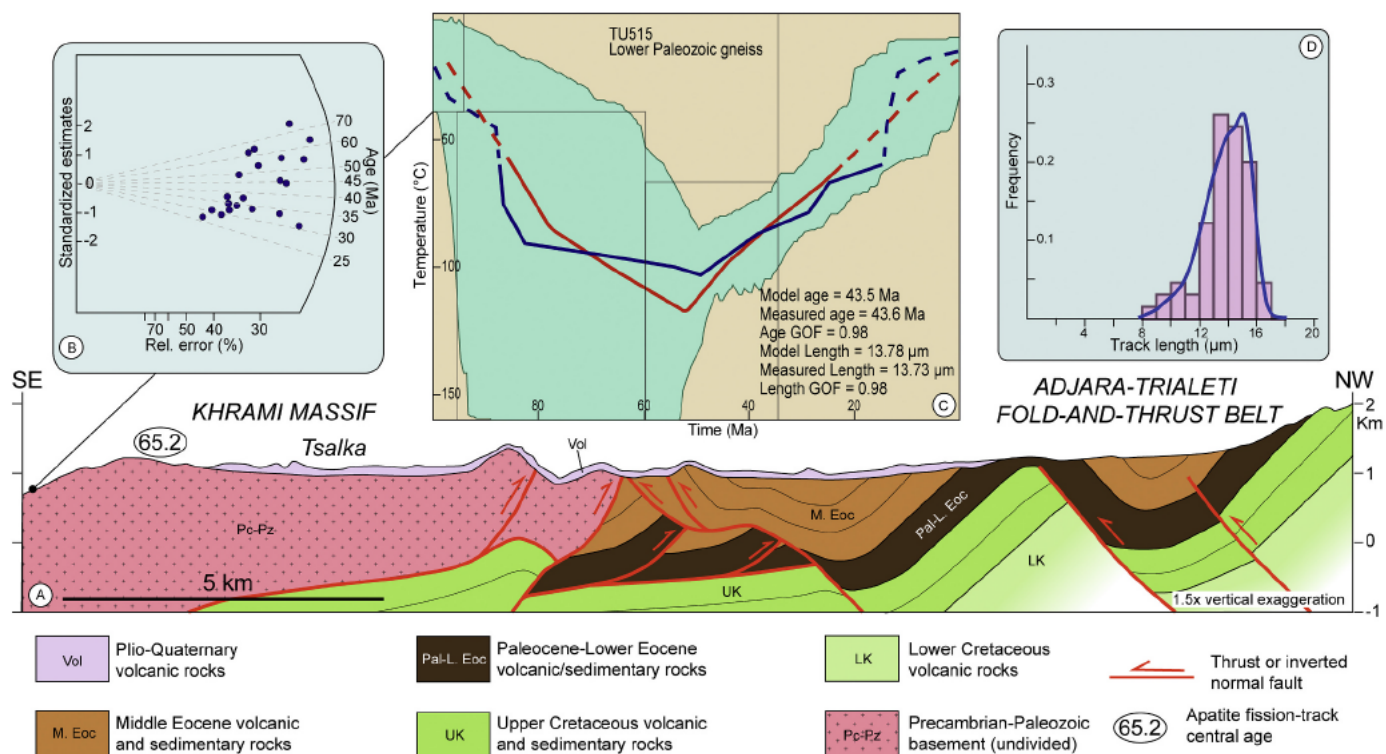 Standardized estimates
2
1
0
-1
-2
70
60
50
45
40
35
30
25
Age (Ma)
70
60
50
40
30
Rel. error (%)
B
TU515
Lower Paleozoic gneiss
Temperature (°C)
-60
-100
-150
Model age = 43.5 Ma
Measured age = 43.6 Ma
Age GOF = 0.98
Model Length = 13.78 µm
Measured Length = 13.73 µm
Length GOF = 0.98
80
60
40
20
Time (Ma)
C
D
Frequency
0.3
0.2
0.1
4
8
12
16
20
Track length (µm)
SE
KHRAMI MASSIF
65.2
Tsalka
Vol
ADJARA-TRIALETI
FOLD-AND-THRUST BELT
NW
2
Km
1
0
-1
Pc-Pz
M. Eoc
Pal-L. Eoc
LK
UK
A
5 km
1.5x vertical exaggeration
Vol
Plio-Quaternary
volcanic rocks
Pal-L. Eoc
Paleocene-Lower Eocene
volcanic/sedimentary rocks
LK
Lower Cretaceous
volcanic rocks
Thrust or inverted
normal fault
M. Eoc
Middle Eocene volcanic
and sedimentary rocks
UK
Upper Cretaceous volcanic
and sedimentary rocks
Pc-Pz
Precambrian-Paleozoic
basement (undivided)
65.2
Apatite fission-track
central age